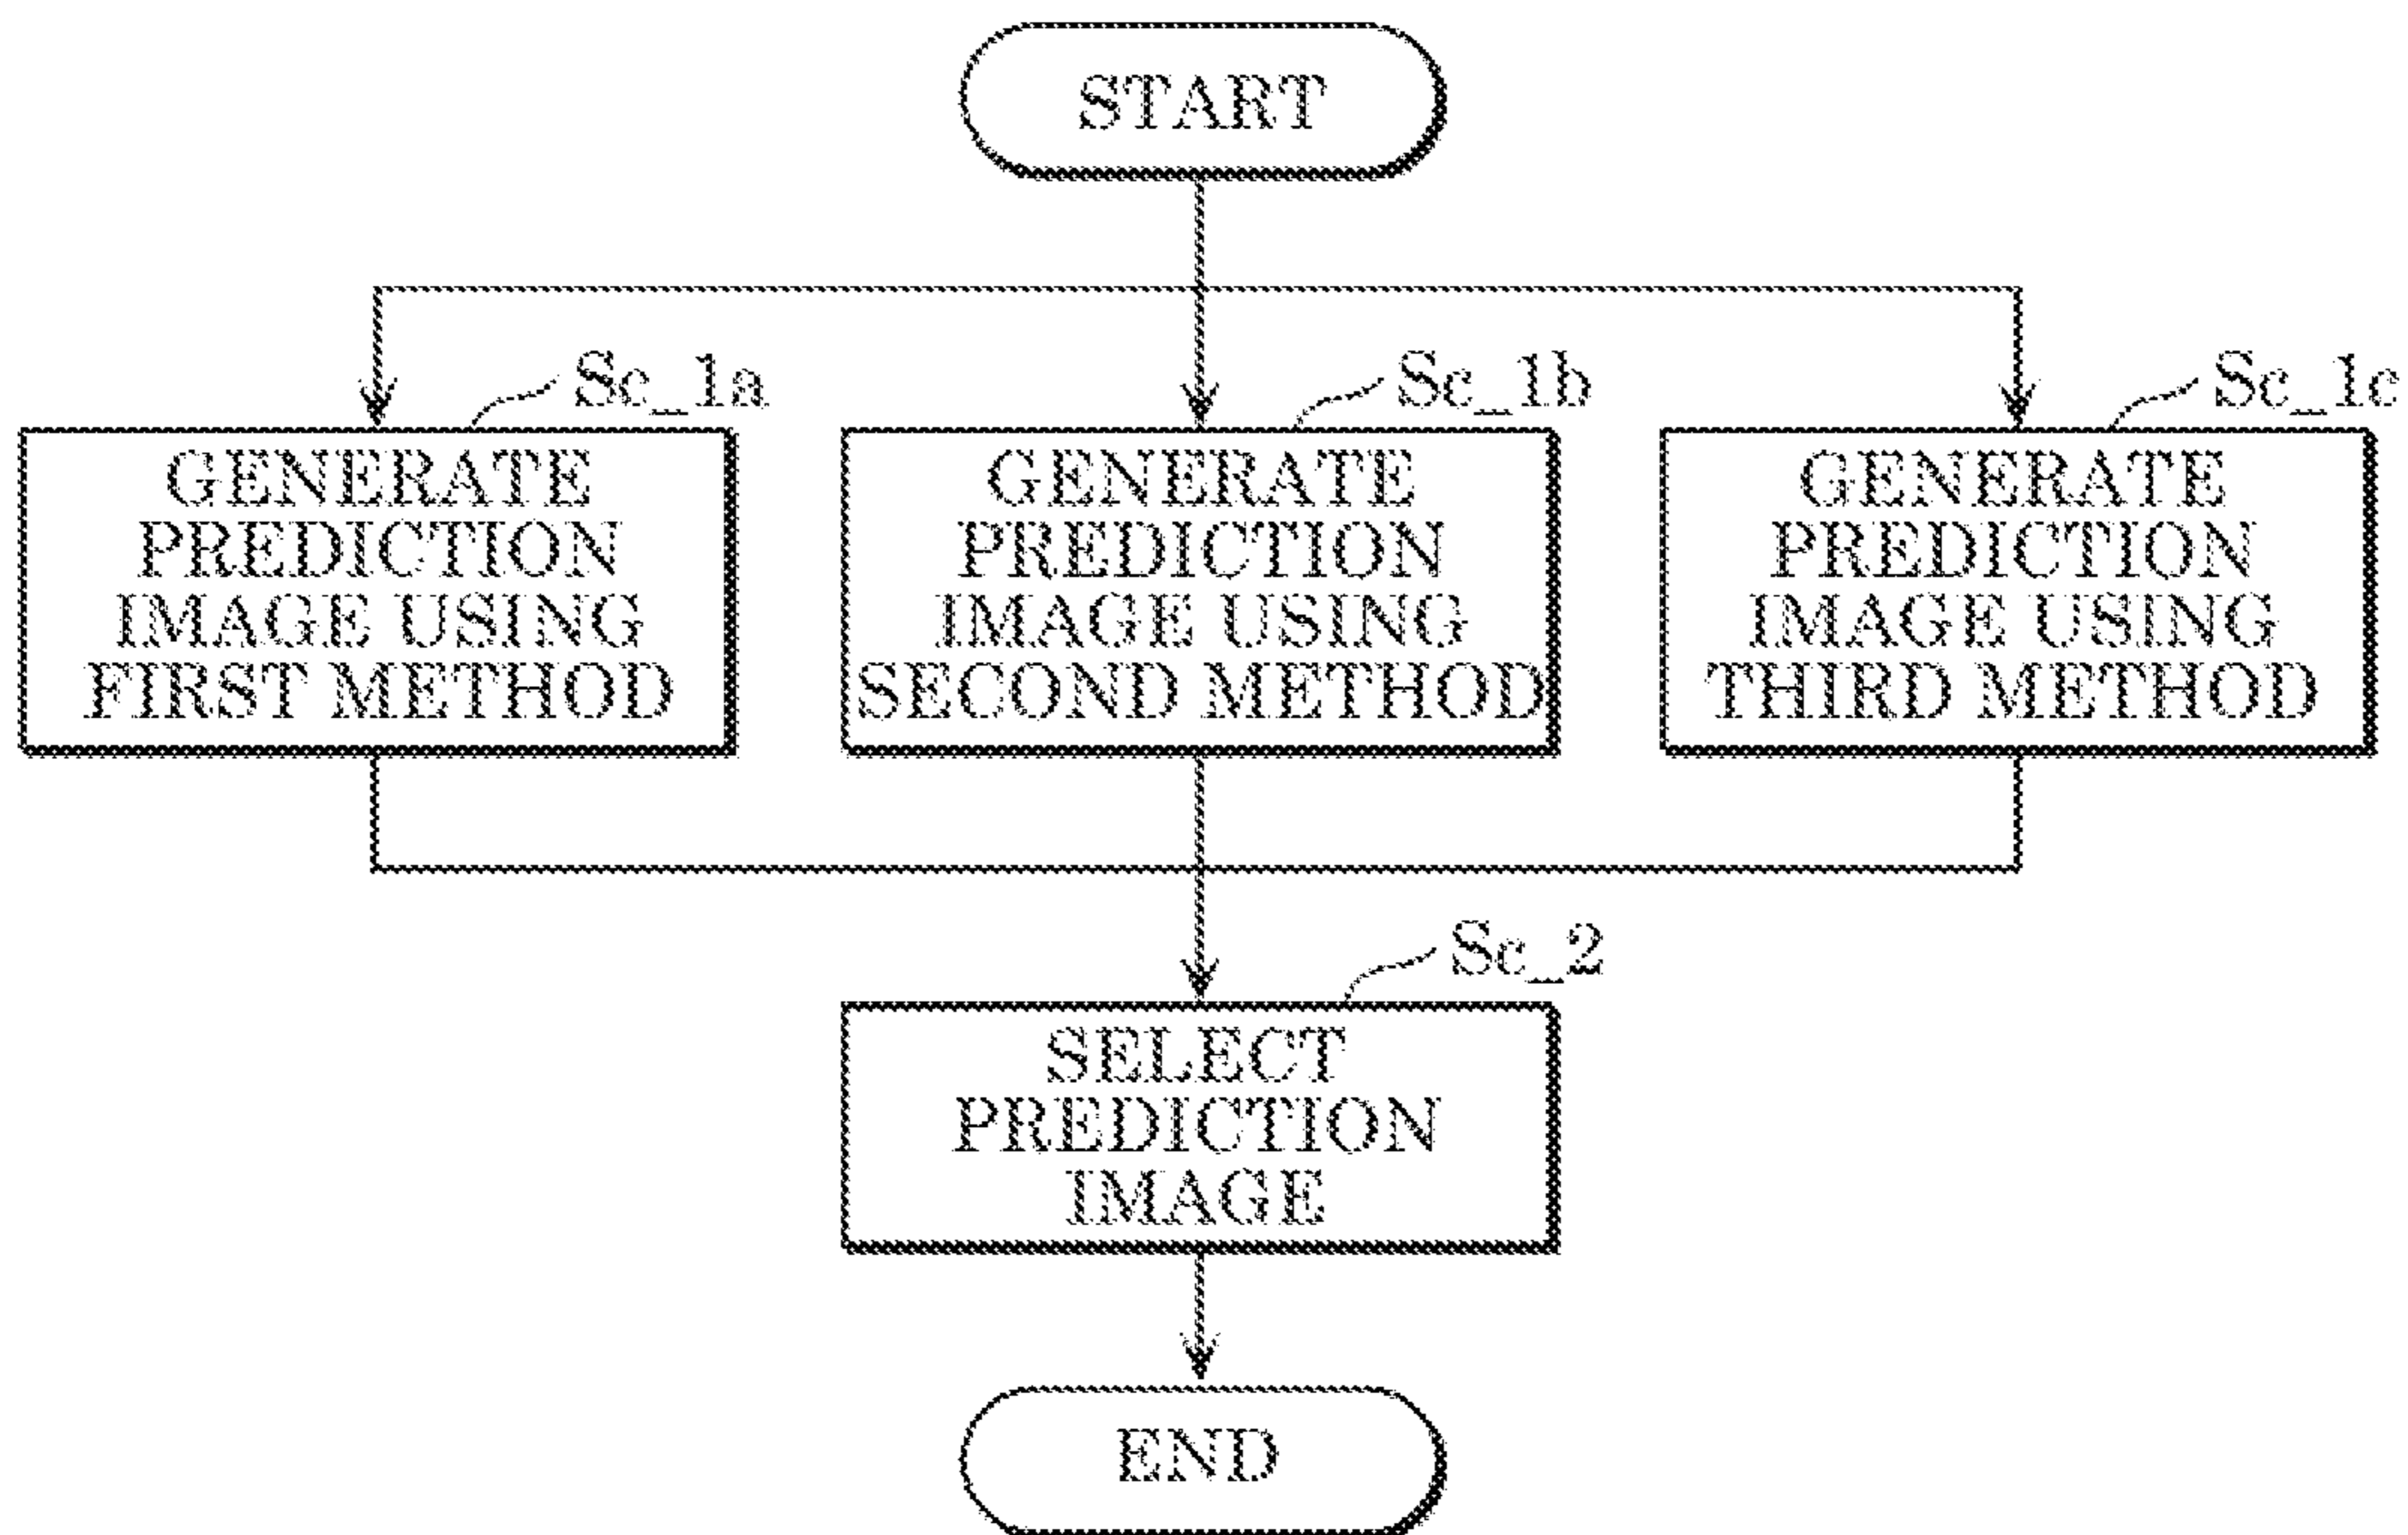 START
Sc_1a
Sc_1b
Sc_1c
GENERATE
PREDICTION
IMAGE USING
FIRST METHOD
GENERATE
PREDICTION
IMAGE USING
SECOND METHOD
GENERATE
PREDICTION
IMAGE USING
THIRD METHOD
Sc_2
SELECT
PREDICTION
IMAGE
END